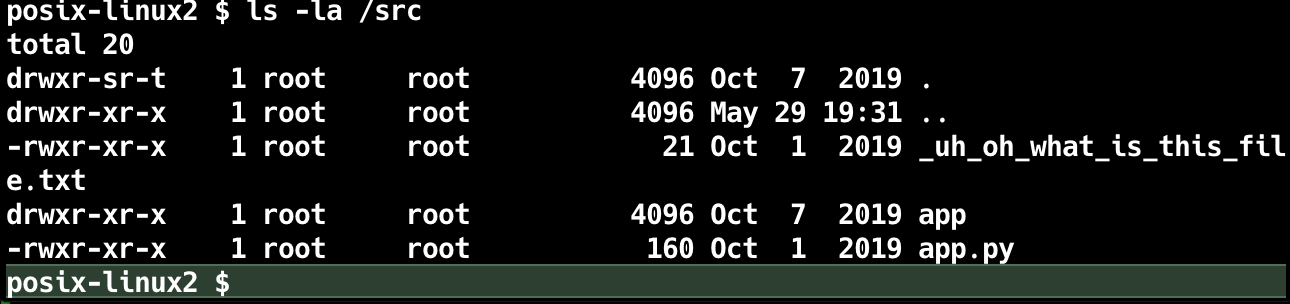 posix-linux2 $ ls -la /src
total 20
drwxr-sr-t    1 root     root          4096 Oct  7  2019 .
drwxr-xr-x    1 root     root          4096 May 29 19:31 ..
-rwxr-xr-x    1 root     root            21 Oct  1  2019 _uh_oh_what_is_this_fil
e.txt
drwxr-xr-x    1 root     root          4096 Oct  7  2019 app
-rwxr-xr-x    1 root     root           160 Oct  1  2019 app.py
posix-linux2 $